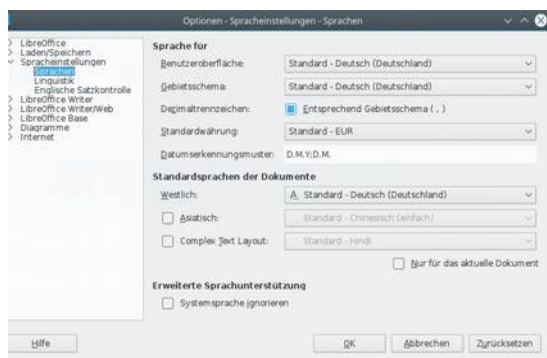 Optionen - Spracheinstellungen - Sprachen
LibreOffice
Laden/Speichern
Spracheinstellungen
Sprachen
Linguistik
Englische Satzkontrolle
LibreOffice Writer
LibreOffice Writer/Web
LibreOffice Base
Diagramme
Internet
Sprache für
Benutzeroberfläche: Standard - Deutsch (Deutschland)
Gebietsschema: Standard - Deutsch (Deutschland)
Dezimaltrennzeichen: Entsprechend Gebietsschema ( , )
Standardwährung: Standard - EUR
Datumserkennungsmuster: D.M.Y;D.M.
Standardsprachen der Dokumente
Westlich: Standard - Deutsch (Deutschland)
Asiatisch: Standard - Chinesisch (einfach)
Complex Text Layout: Standard - Hindi
Nur für das aktuelle Dokument
Erweiterte Sprachunterstützung
Systemsprache ignorieren
Hilfe OK Abbrechen Zurücksetzen